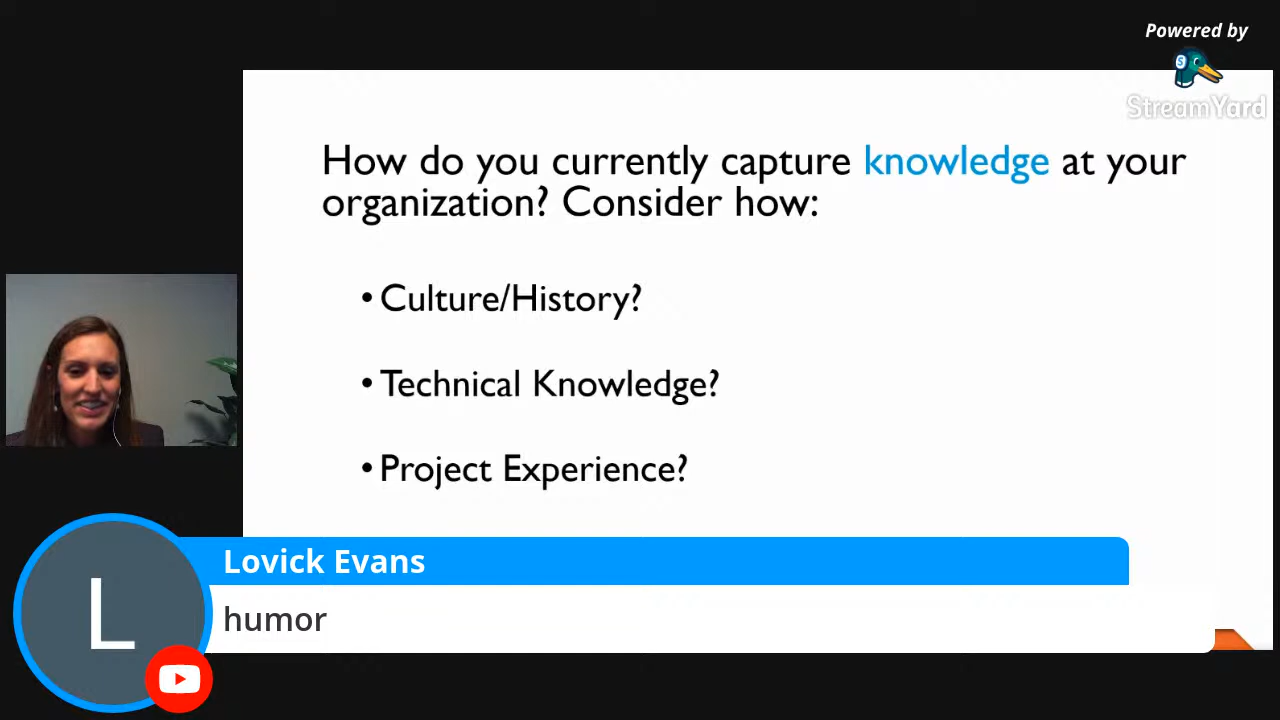 Powered by
StreamYard
How do you currently capture knowledge at your
organization? Consider how:
• Culture/History?
• Technical Knowledge?
• Project Experience?
Lovick Evans
L
humor